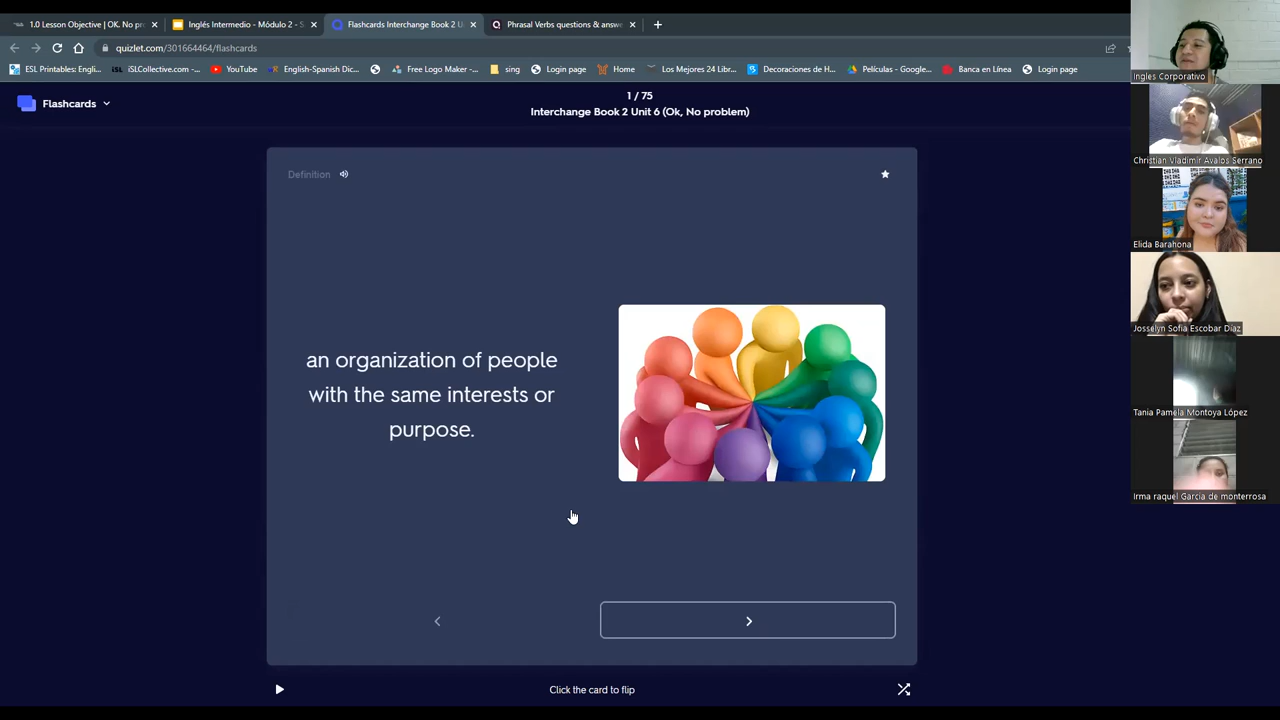 1.0 Lesson Objective | OK. No pr
Inglés Intermedio - Módulo 2 - S
Flashcards Interchange Book 2 U
Phrasal Verbs questions & answe
quizlet.com/301664464/flashcards
ESL Printables: Engli...
iSLCollective.com -...
YouTube
English-Spanish Dic...
Free Logo Maker -...
sing
Login page
Home
Los Mejores 24 Libr...
Decoraciones de H...
Películas - Google...
Banca en Línea
Login page
Flashcards
1 / 75
Interchange Book 2 Unit 6 (Ok, No problem)
Definition
an organization of people
with the same interests or
purpose.
Click the card to flip
Ingles Corporativo
Christian Vladimir Avalos Serrano
Elida Barahona
Josselyn Sofia Escobar Diaz
Tania Pamela Montoya López
Irma raquel Garcia de monterrosa